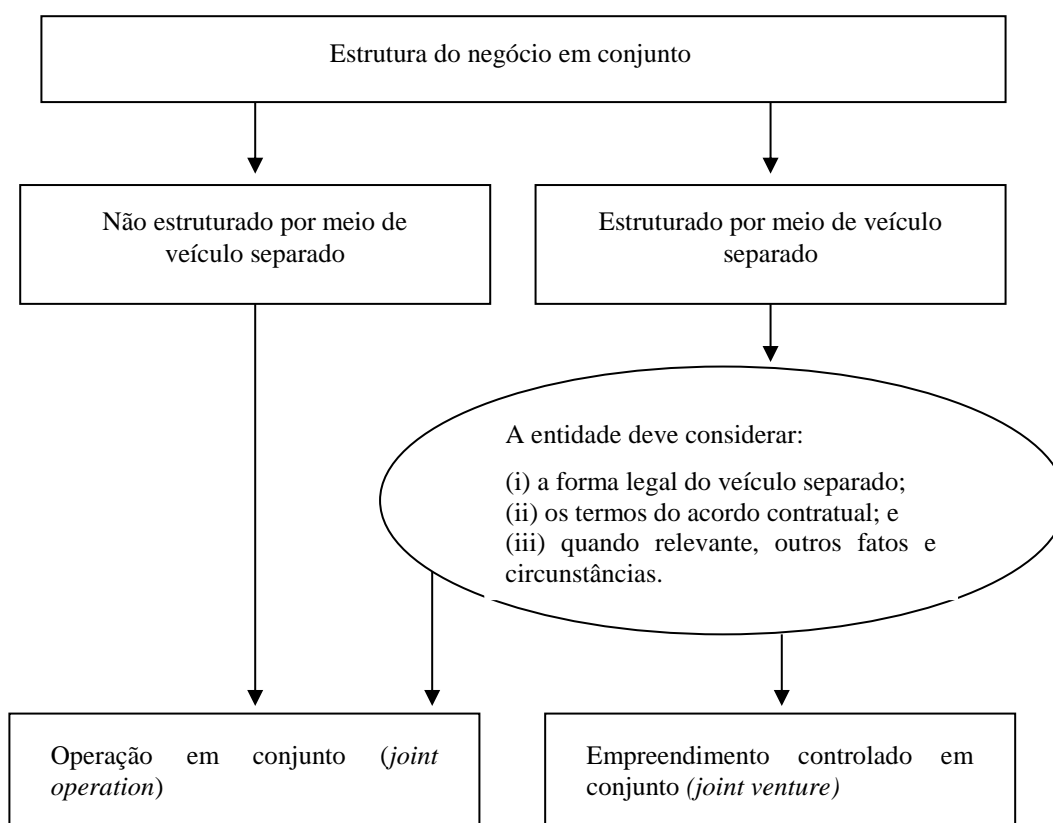 Estrutura do negócio em conjunto
Não estruturado por meio de
veículo separado
Estruturado por meio de veículo
separado
A entidade deve considerar:
(i) a forma legal do veículo separado;
(ii) os termos do acordo contratual; e
(iii) quando relevante, outros fatos e
circunstâncias.
Operação em conjunto (joint
operation)
Empreendimento controlado em
conjunto (joint venture)